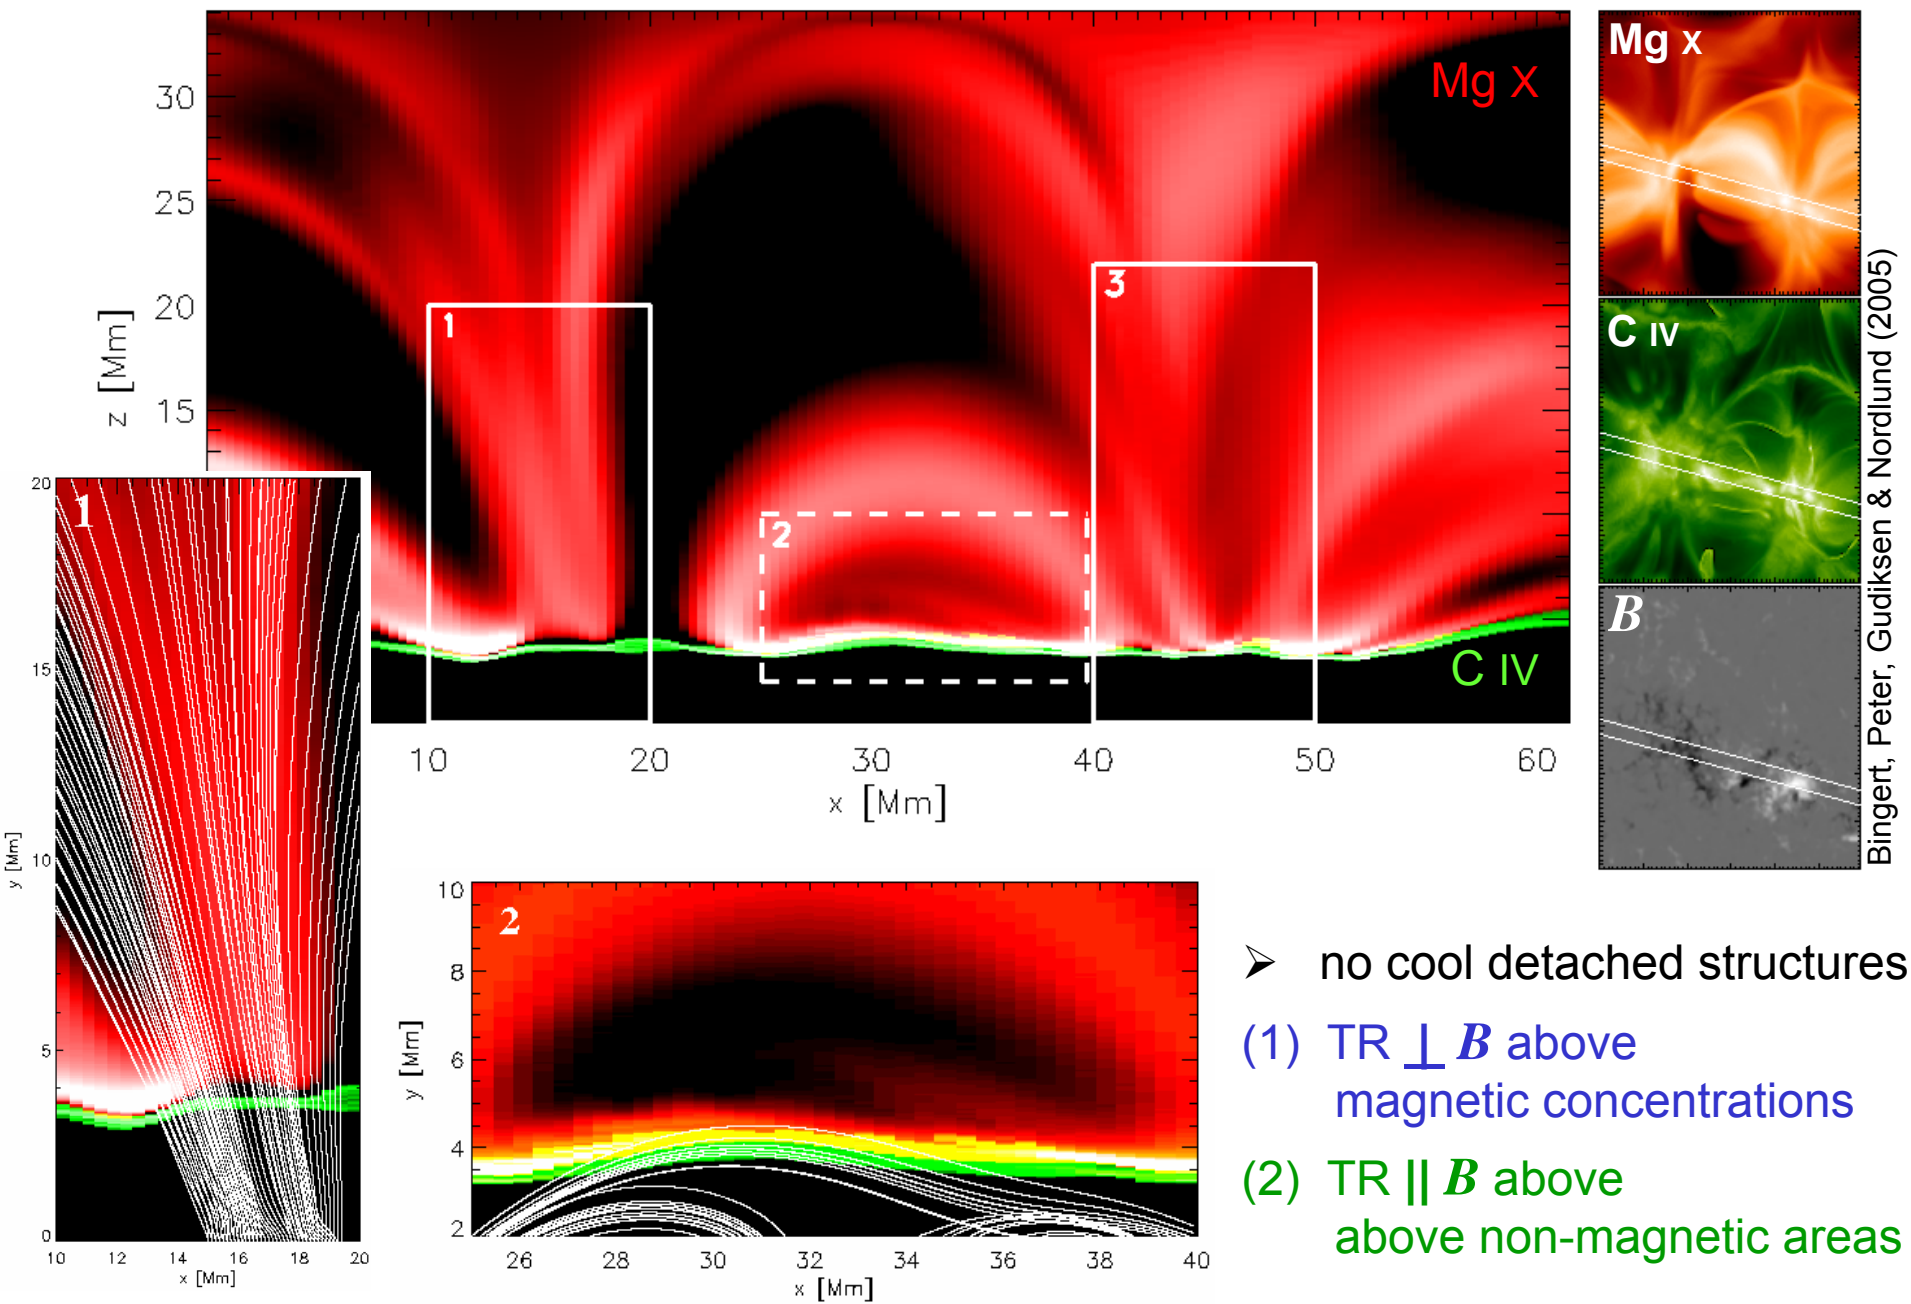 Mg X
30
25
20
15
z [Mm]
1
2
3
C IV
10 20 30 40 50 60
x [Mm]
Mg X
C IV
B
Bingert, Peter, Gudiksen & Nordlund (2005)
1
20
15
10
5
0
y [Mm]
10 12 14 16 18 20
x [Mm]
2
10
8
6
4
2
y [Mm]
26 28 30 32 34 36 38 40
x [Mm]
➢ no cool detached structures
(1) TR ⊥ B above
magnetic concentrations
(2) TR || B above
above non-magnetic areas